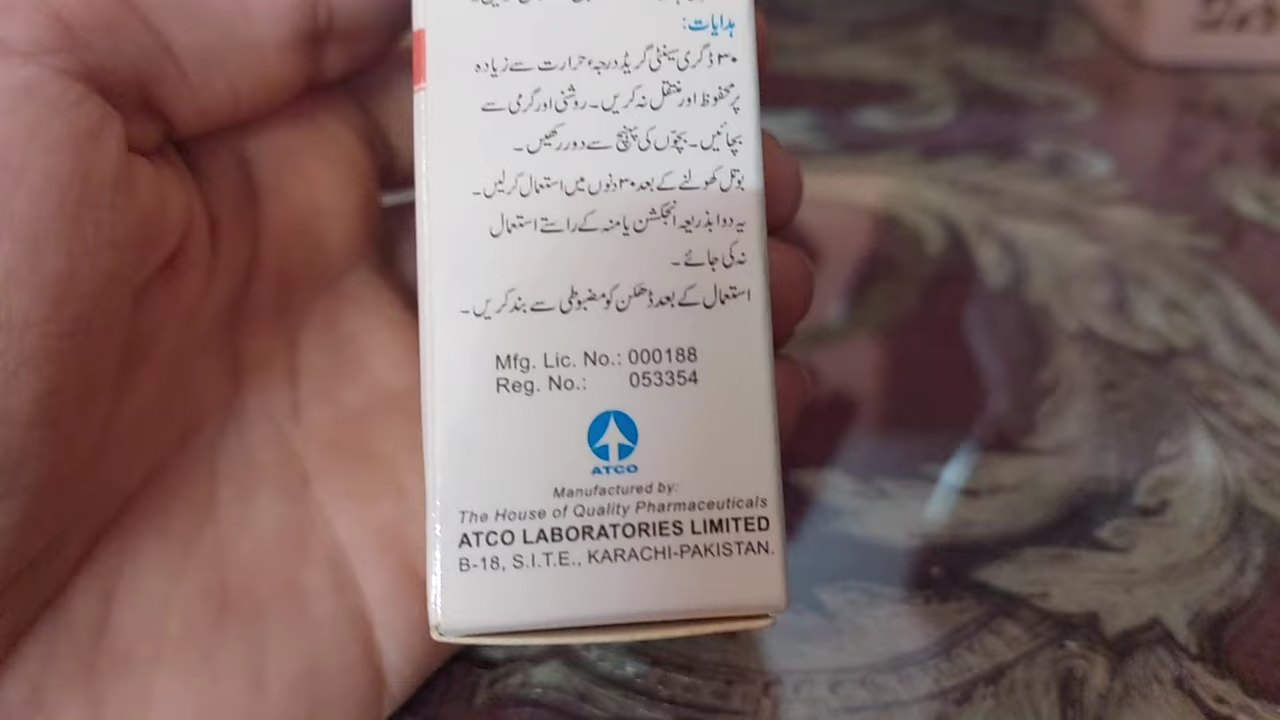 ہدایات:
۳۰ ڈگری سینٹی گریڈ درجہء حرارت سے زیادہ
پر محفوظ اور منتقل نہ کریں۔ روشنی اور گرمی سے
بچائیں۔ بچّوں کی پہنچ سے دور رکھیں۔
بوتل کھولنے کے بعد ۳۰ دنوں میں استعمال کرلیں۔
یہ دوا بذریعہ انجکشن یا منہ کے راستے استعمال
نہ کی جائے۔
استعمال کے بعد ڈھکن کو مضبوطی سے بند کریں۔
Mfg. Lic. No.: 000188
Reg. No.: 053354
ATCO
Manufactured by:
The House of Quality Pharmaceuticals
ATCO LABORATORIES LIMITED
B-18, S.I.T.E., KARACHI-PAKISTAN.